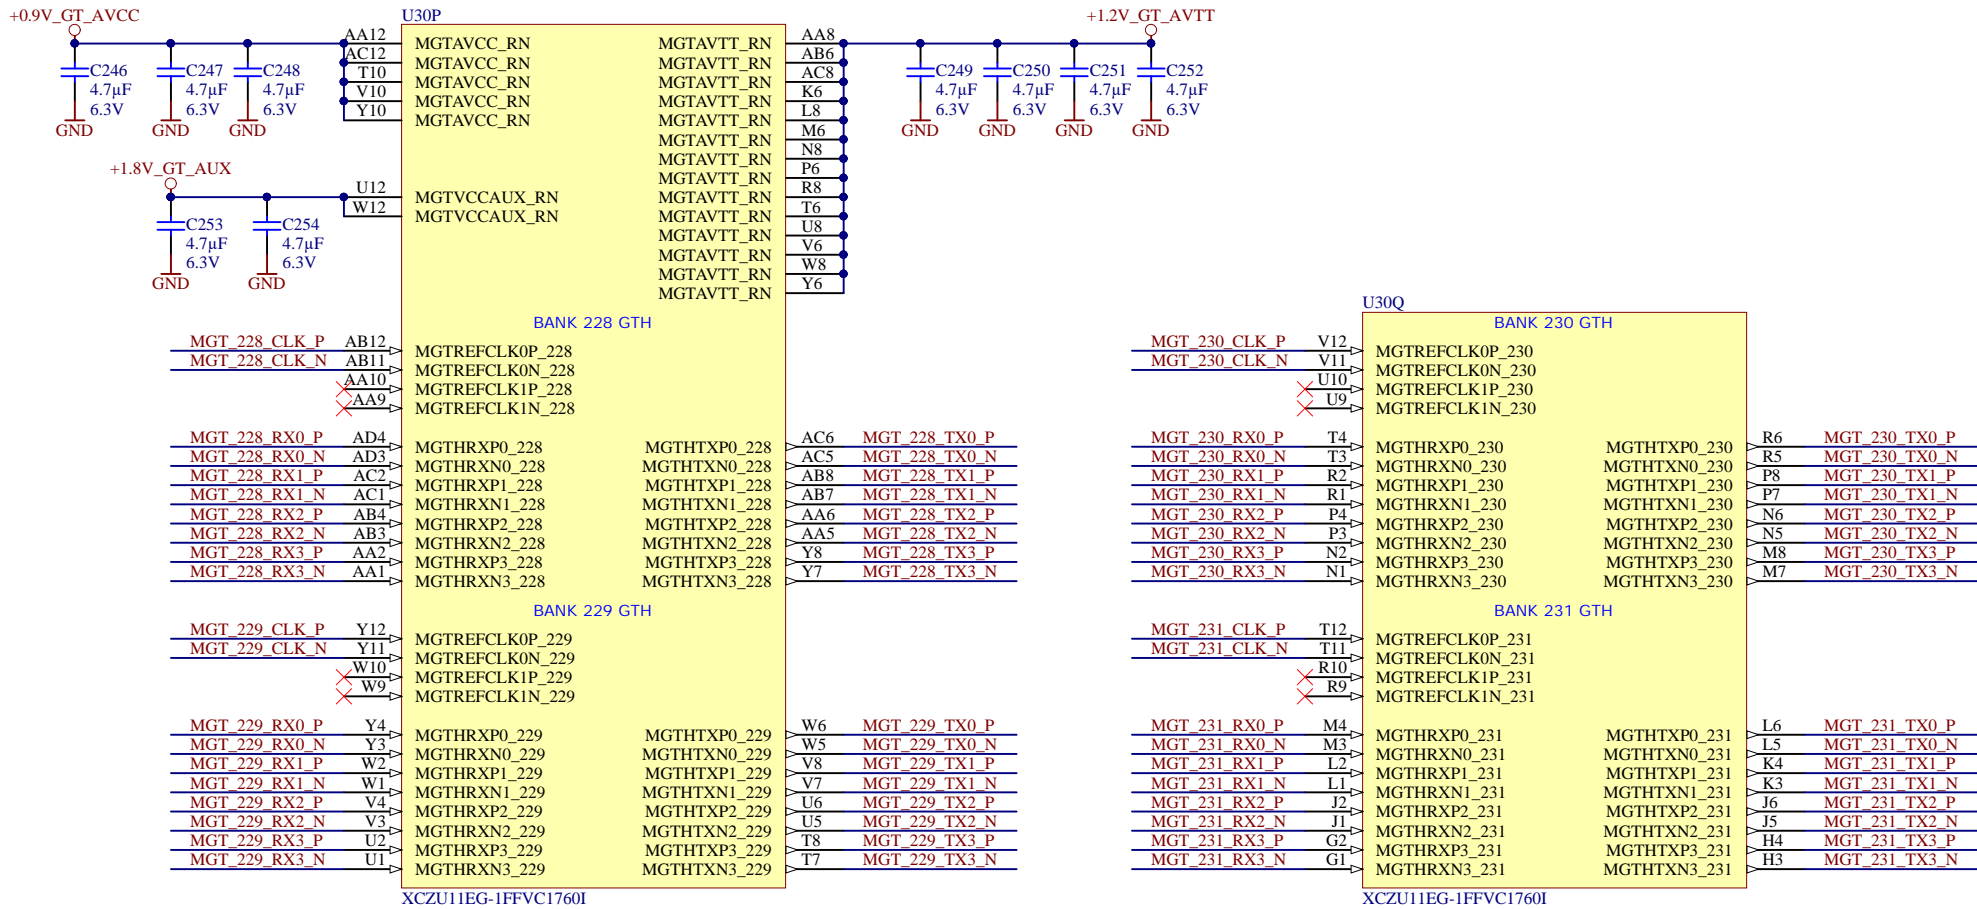 +0.9V_GT_AVCC
U30P
+1.2V_GT_AVTT
AA12 MGTAVCC_RN MGTAVTT_RN AA8
AC12 MGTAVCC_RN MGTAVTT_RN AB6
T10 MGTAVCC_RN MGTAVTT_RN AC8
V10 MGTAVCC_RN MGTAVTT_RN K6
Y10 MGTAVCC_RN MGTAVTT_RN L8
MGTAVTT_RN M6
MGTAVTT_RN N8
MGTAVTT_RN P6
MGTAVTT_RN R8
MGTAVTT_RN T6
MGTAVTT_RN U8
MGTAVTT_RN V6
MGTAVTT_RN W8
MGTAVTT_RN Y6
C246 C247 C248 C249 C250 C251 C252
4.7µF 4.7µF 4.7µF 4.7µF 4.7µF 4.7µF 4.7µF
6.3V 6.3V 6.3V 6.3V 6.3V 6.3V 6.3V
GND GND GND GND GND GND GND
+1.8V_GT_AUX
U12 MGTVCCAUX_RN
W12 MGTVCCAUX_RN
C253 C254
4.7µF 4.7µF
6.3V 6.3V
GND GND
BANK 228 GTH
MGT_228_CLK_P AB12 MGTREFCLK0P_228
MGT_228_CLK_N AB11 MGTREFCLK0N_228
AA10 MGTREFCLK1P_228
AA9 MGTREFCLK1N_228
MGT_228_RX0_P AD4 MGTHRXP0_228 MGTHTXP0_228 AC6 MGT_228_TX0_P
MGT_228_RX0_N AD3 MGTHRXN0_228 MGTHTXN0_228 AC5 MGT_228_TX0_N
MGT_228_RX1_P AC2 MGTHRXP1_228 MGTHTXP1_228 AB8 MGT_228_TX1_P
MGT_228_RX1_N AC1 MGTHRXN1_228 MGTHTXN1_228 AB7 MGT_228_TX1_N
MGT_228_RX2_P AB4 MGTHRXP2_228 MGTHTXP2_228 AA6 MGT_228_TX2_P
MGT_228_RX2_N AB3 MGTHRXN2_228 MGTHTXN2_228 AA5 MGT_228_TX2_N
MGT_228_RX3_P AA2 MGTHRXP3_228 MGTHTXP3_228 Y8 MGT_228_TX3_P
MGT_228_RX3_N AA1 MGTHRXN3_228 MGTHTXN3_228 Y7 MGT_228_TX3_N
BANK 229 GTH
MGT_229_CLK_P Y12 MGTREFCLK0P_229
MGT_229_CLK_N Y11 MGTREFCLK0N_229
W10 MGTREFCLK1P_229
W9 MGTREFCLK1N_229
MGT_229_RX0_P Y4 MGTHRXP0_229 MGTHTXP0_229 W6 MGT_229_TX0_P
MGT_229_RX0_N Y3 MGTHRXN0_229 MGTHTXN0_229 W5 MGT_229_TX0_N
MGT_229_RX1_P W2 MGTHRXP1_229 MGTHTXP1_229 V8 MGT_229_TX1_P
MGT_229_RX1_N W1 MGTHRXN1_229 MGTHTXN1_229 V7 MGT_229_TX1_N
MGT_229_RX2_P V4 MGTHRXP2_229 MGTHTXP2_229 U6 MGT_229_TX2_P
MGT_229_RX2_N V3 MGTHRXN2_229 MGTHTXN2_229 U5 MGT_229_TX2_N
MGT_229_RX3_P U2 MGTHRXP3_229 MGTHTXP3_229 T8 MGT_229_TX3_P
MGT_229_RX3_N U1 MGTHRXN3_229 MGTHTXN3_229 T7 MGT_229_TX3_N
XCZU11EG-1FFVC1760I
U30Q
BANK 230 GTH
MGT_230_CLK_P V12 MGTREFCLK0P_230
MGT_230_CLK_N V11 MGTREFCLK0N_230
U10 MGTREFCLK1P_230
U9 MGTREFCLK1N_230
MGT_230_RX0_P T4 MGTHRXP0_230 MGTHTXP0_230 R6 MGT_230_TX0_P
MGT_230_RX0_N T3 MGTHRXN0_230 MGTHTXN0_230 R5 MGT_230_TX0_N
MGT_230_RX1_P R2 MGTHRXP1_230 MGTHTXP1_230 P8 MGT_230_TX1_P
MGT_230_RX1_N R1 MGTHRXN1_230 MGTHTXN1_230 P7 MGT_230_TX1_N
MGT_230_RX2_P P4 MGTHRXP2_230 MGTHTXP2_230 N6 MGT_230_TX2_P
MGT_230_RX2_N P3 MGTHRXN2_230 MGTHTXN2_230 N5 MGT_230_TX2_N
MGT_230_RX3_P N2 MGTHRXP3_230 MGTHTXP3_230 M8 MGT_230_TX3_P
MGT_230_RX3_N N1 MGTHRXN3_230 MGTHTXN3_230 M7 MGT_230_TX3_N
BANK 231 GTH
MGT_231_CLK_P T12 MGTREFCLK0P_231
MGT_231_CLK_N T11 MGTREFCLK0N_231
R10 MGTREFCLK1P_231
R9 MGTREFCLK1N_231
MGT_231_RX0_P M4 MGTHRXP0_231 MGTHTXP0_231 L6 MGT_231_TX0_P
MGT_231_RX0_N M3 MGTHRXN0_231 MGTHTXN0_231 L5 MGT_231_TX0_N
MGT_231_RX1_P L2 MGTHRXP1_231 MGTHTXP1_231 K4 MGT_231_TX1_P
MGT_231_RX1_N L1 MGTHRXN1_231 MGTHTXN1_231 K3 MGT_231_TX1_N
MGT_231_RX2_P J2 MGTHRXP2_231 MGTHTXP2_231 J6 MGT_231_TX2_P
MGT_231_RX2_N J1 MGTHRXN2_231 MGTHTXN2_231 J5 MGT_231_TX2_N
MGT_231_RX3_P G2 MGTHRXP3_231 MGTHTXP3_231 H4 MGT_231_TX3_P
MGT_231_RX3_N G1 MGTHRXN3_231 MGTHTXN3_231 H3 MGT_231_TX3_N
XCZU11EG-1FFVC1760I